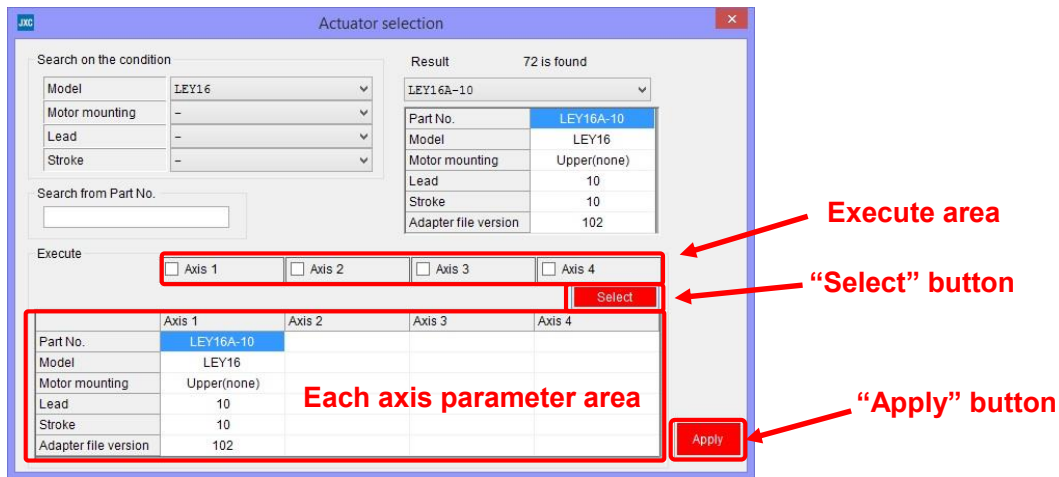 JXC
Actuator selection
Search on the condition
Model LEY16
Motor mounting –
Lead –
Stroke –
Search from Part No.
Result 72 is found
LEY16A-10
Part No. LEY16A-10
Model LEY16
Motor mounting Upper(none)
Lead 10
Stroke 10
Adapter file version 102
Execute area
Execute
Axis 1 Axis 2 Axis 3 Axis 4
“Select” button
Select
Axis 1 Axis 2 Axis 3 Axis 4
Part No. LEY16A-10
Model LEY16
Motor mounting Upper(none)
Lead 10
Stroke 10
Adapter file version 102
Each axis parameter area
“Apply” button
Apply